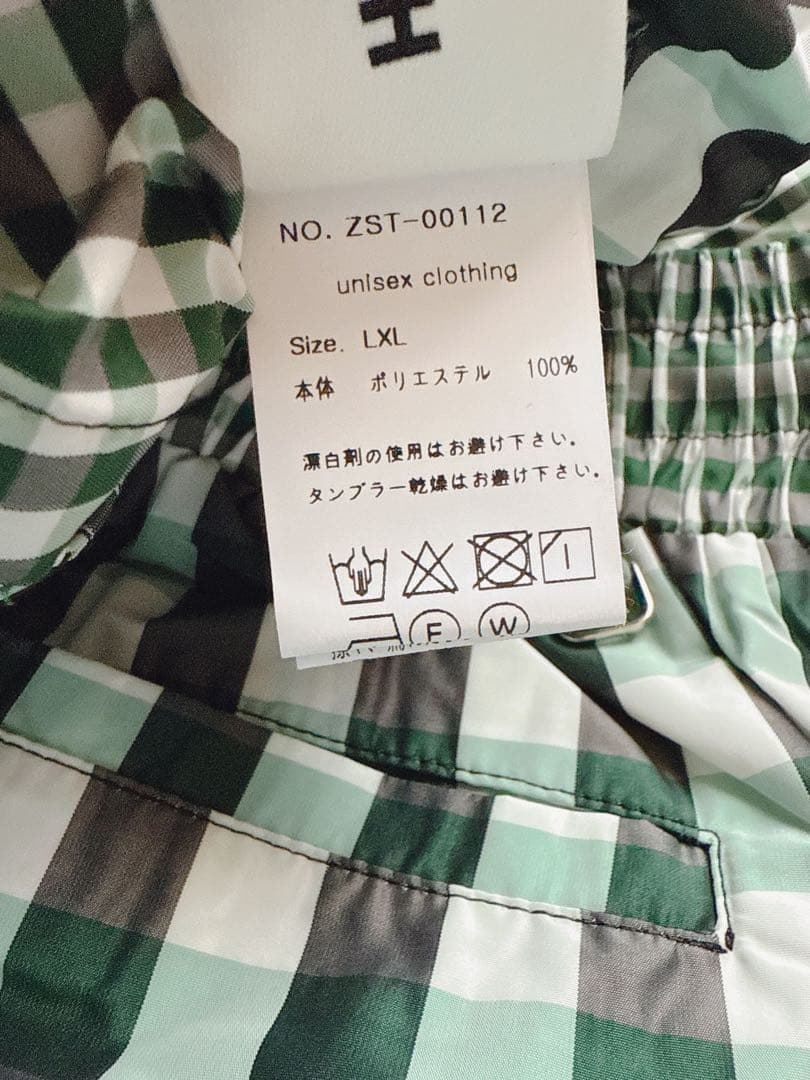 H
NO. ZST-00112
unisex clothing
Size. LXL
本体 ポリエステル 100%
漂白剤の使用はお避け下さい。
タンブラー乾燥はお避け下さい。
F W